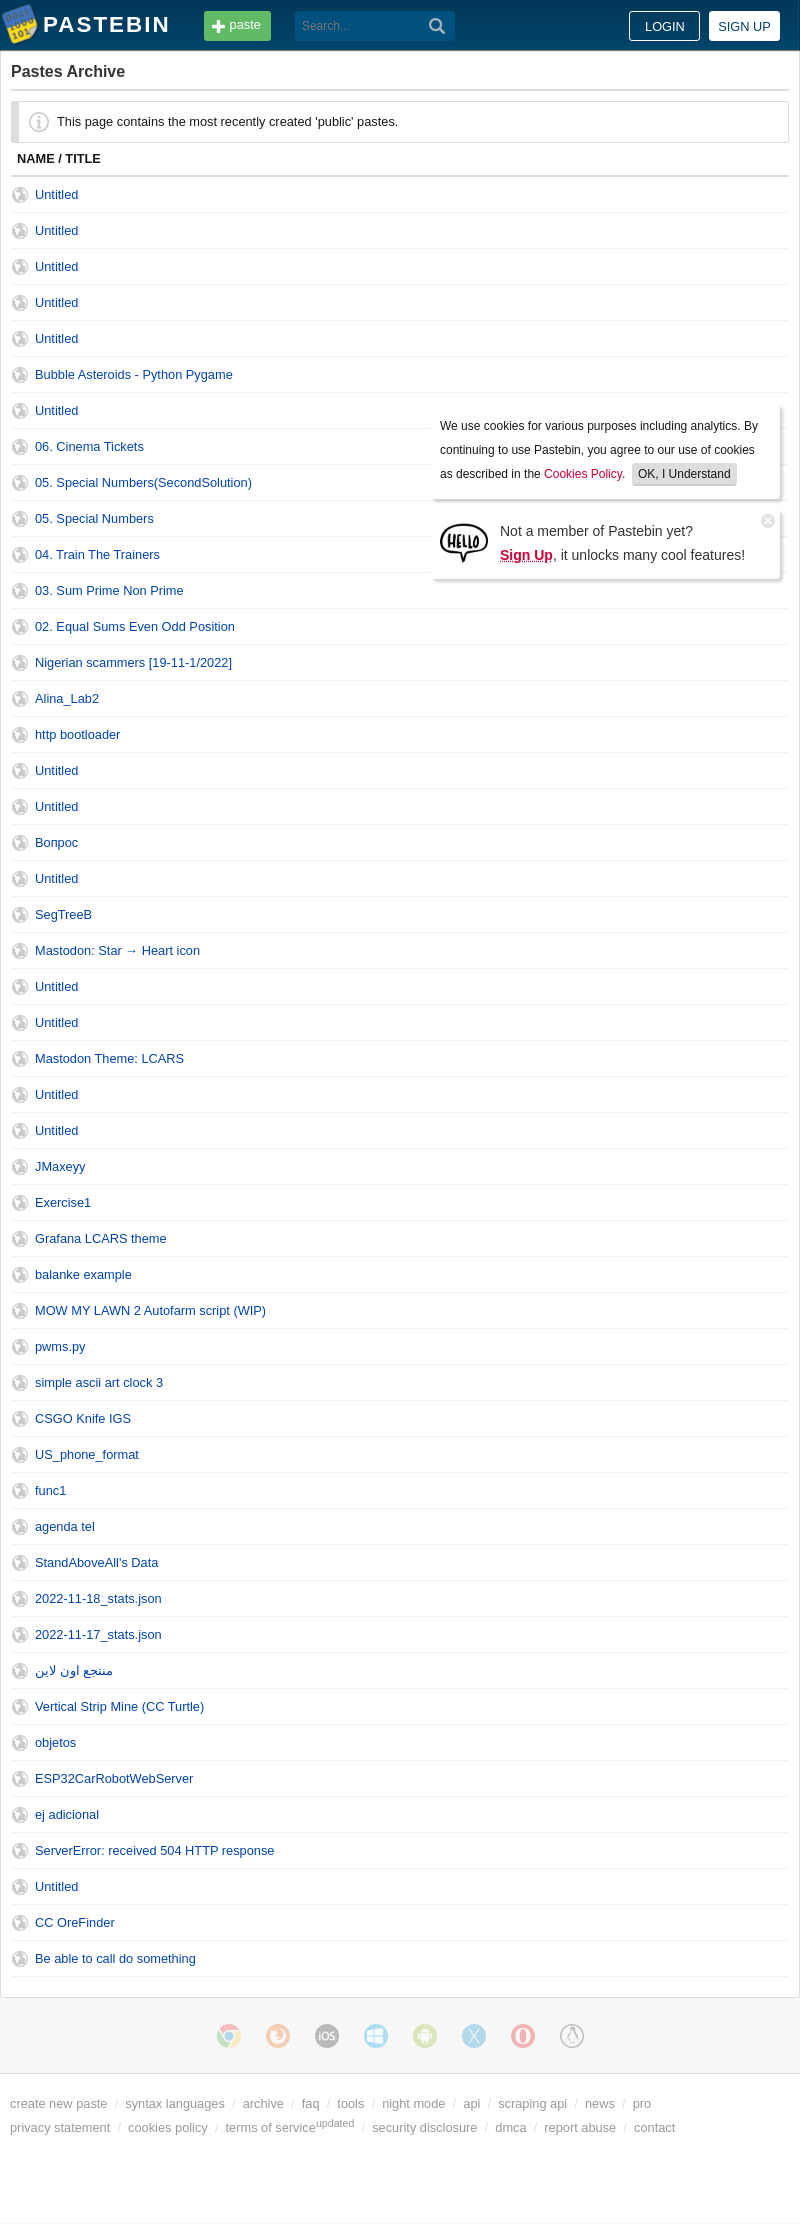 PASTEBIN
paste
Search...
LOGIN
SIGN UP
Pastes Archive
This page contains the most recently created 'public' pastes.
NAME / TITLE
Untitled
Untitled
Untitled
Untitled
Untitled
Bubble Asteroids - Python Pygame
Untitled
06. Cinema Tickets
05. Special Numbers(SecondSolution)
05. Special Numbers
04. Train The Trainers
03. Sum Prime Non Prime
We use cookies for various purposes including analytics. By
continuing to use Pastebin, you agree to our use of cookies
as described in the Cookies Policy. OK, I Understand
HELLO
Not a member of Pastebin yet?
Sign Up, it unlocks many cool features!
02. Equal Sums Even Odd Position
Nigerian scammers [19-11-1/2022]
Alina_Lab2
http bootloader
Untitled
Untitled
Вопрос
Untitled
SegTreeB
Mastodon: Star → Heart icon
Untitled
Untitled
Mastodon Theme: LCARS
Untitled
Untitled
JMaxeyy
Exercise1
Grafana LCARS theme
balanke example
MOW MY LAWN 2 Autofarm script (WIP)
pwms.py
simple ascii art clock 3
CSGO Knife IGS
US_phone_format
func1
agenda tel
StandAboveAll's Data
2022-11-18_stats.json
2022-11-17_stats.json
منتجع اون لاين
Vertical Strip Mine (CC Turtle)
objetos
ESP32CarRobotWebServer
ej adicional
ServerError: received 504 HTTP response
Untitled
CC OreFinder
Be able to call do something
iOS
create new paste / syntax languages / archive / faq / tools / night mode / api / scraping api / news / pro
privacy statement / cookies policy / terms of service updated / security disclosure / dmca / report abuse / contact